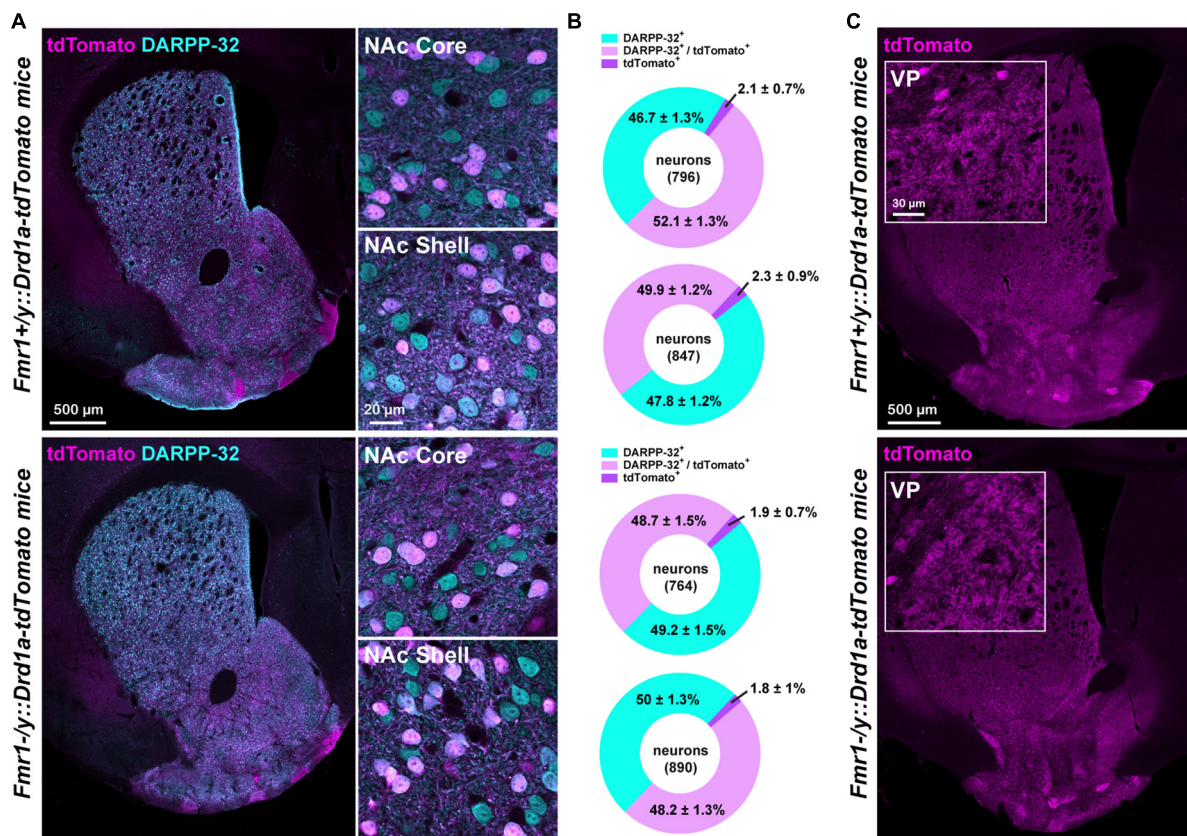 A
B
C
Fmr1+/y::Drd1a-tdTomato mice
tdTomato DARPP-32
500 µm
NAc Core
NAc Shell
20 µm
DARPP-32⁺
DARPP-32⁺ / tdTomato⁺
tdTomato⁺
2.1 ± 0.7%
46.7 ± 1.3%
neurons
(796)
52.1 ± 1.3%
2.3 ± 0.9%
49.9 ± 1.2%
neurons
(847)
47.8 ± 1.2%
Fmr1+/y::Drd1a-tdTomato mice
tdTomato
VP
30 µm
500 µm
Fmr1-/y::Drd1a-tdTomato mice
tdTomato DARPP-32
NAc Core
NAc Shell
DARPP-32⁺
DARPP-32⁺ / tdTomato⁺
tdTomato⁺
1.9 ± 0.7%
48.7 ± 1.5%
neurons
(764)
49.2 ± 1.5%
1.8 ± 1%
50 ± 1.3%
neurons
(890)
48.2 ± 1.3%
Fmr1-/y::Drd1a-tdTomato mice
tdTomato
VP